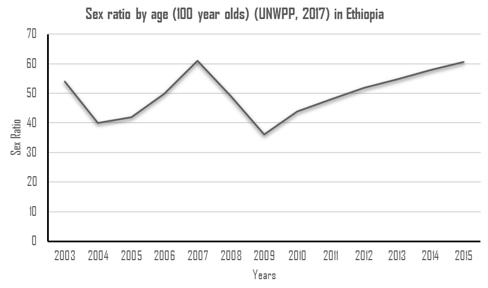 Sex ratio by age (100 year olds) (UNWPP, 2017) in Ethiopia
70
60
50
40
30
20
10
0
Sex Ratio
2003 2004 2005 2006 2007 2008 2009 2010 2011 2012 2013 2014 2015
Years